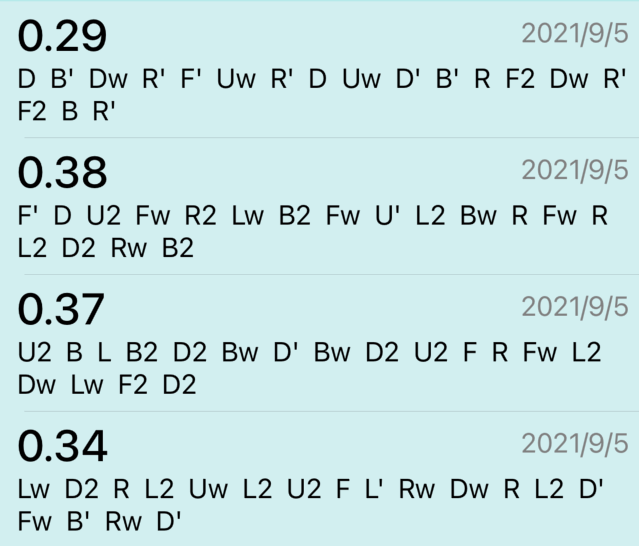 0.29 2021/9/5
D B' Dw R' F' Uw R' D Uw D' B' R F2 Dw R'
F2 B R'
0.38 2021/9/5
F' D U2 Fw R2 Lw B2 Fw U' L2 Bw R Fw R
L2 D2 Rw B2
0.37 2021/9/5
U2 B L B2 D2 Bw D' Bw D2 U2 F R Fw L2
Dw Lw F2 D2
0.34 2021/9/5
Lw D2 R L2 Uw L2 U2 F L' Rw Dw R L2 D'
Fw B' Rw D'